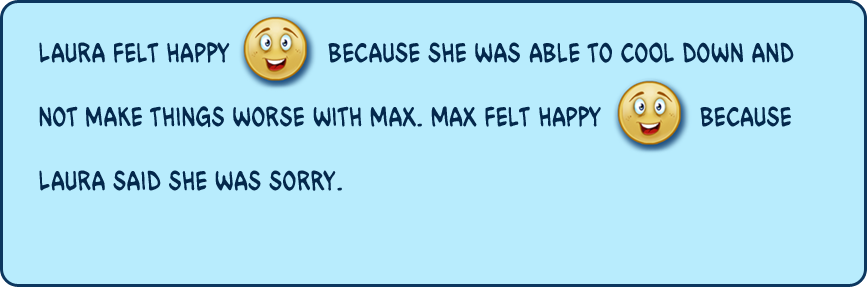 LAURA FELT HAPPY BECAUSE SHE WAS ABLE TO COOL DOWN AND
NOT MAKE THINGS WORSE WITH MAX. MAX FELT HAPPY BECAUSE
LAURA SAID SHE WAS SORRY.